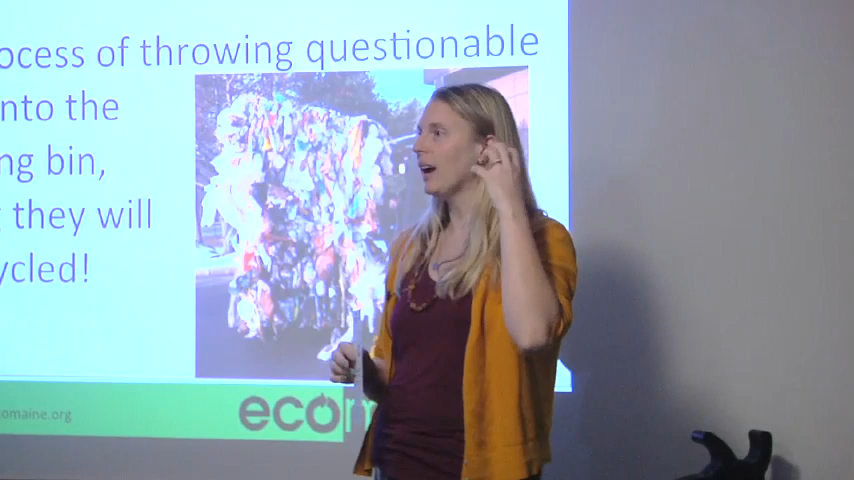 ocess of throwing questionable
nto the
ng bin,
they will
ycled!
omaine.org
eco